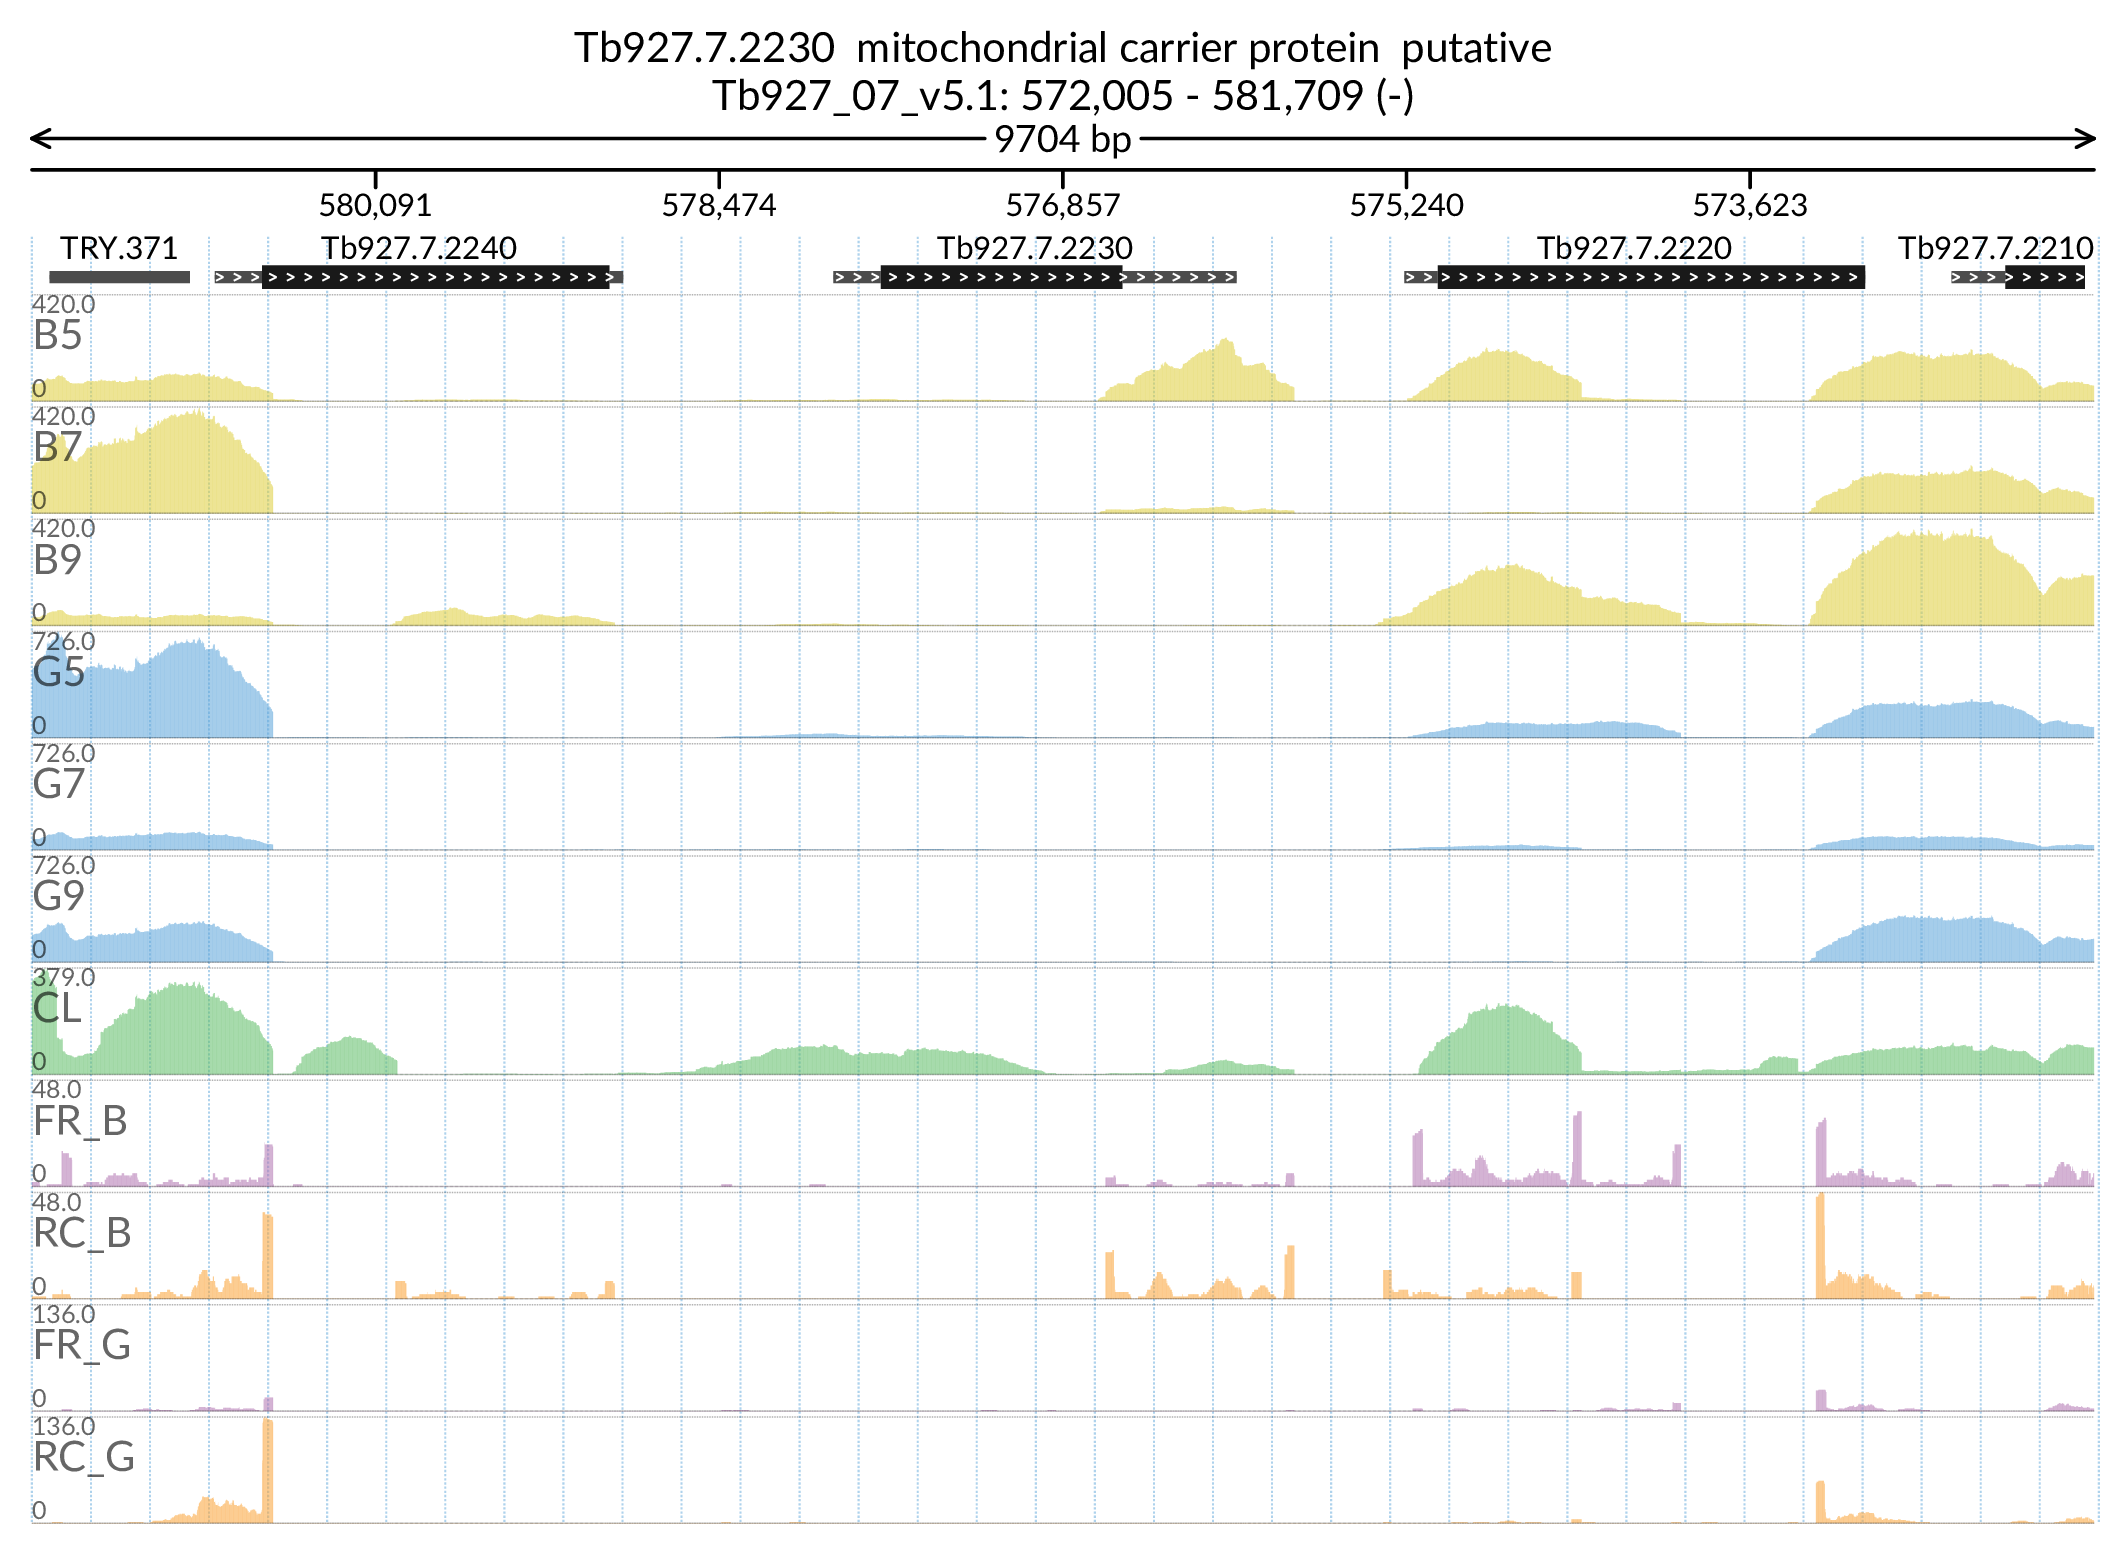 Tb927.7.2230 mitochondrial carrier protein putative
Tb927_07_v5.1: 572,005 - 581,709 (-)
9704 bp
580,091 578,474 576,857 575,240 573,623
TRY.371 Tb927.7.2240 Tb927.7.2230 Tb927.7.2220 Tb927.7.2210
420.0
B5
0
420.0
B7
0
420.0
B9
0
726.0
G5
0
726.0
G7
0
726.0
G9
0
379.0
CL
0
48.0
FR_B
0
48.0
RC_B
0
136.0
FR_G
0
136.0
RC_G
0